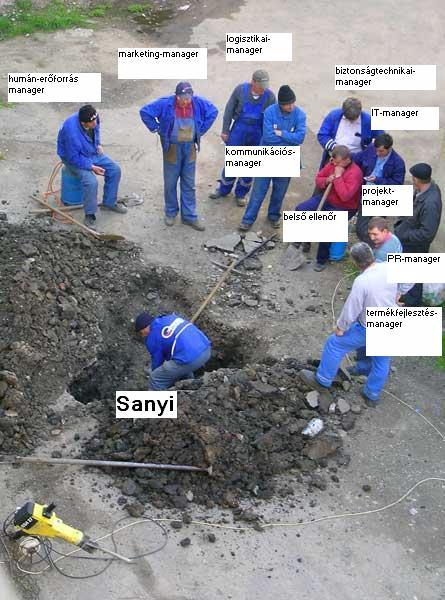 logisztikai-
manager
marketing-manager
humán-erőforrás
manager
biztonságtechnikai-
manager
IT-manager
kommunikációs-
manager
projekt-
manager
belső ellenőr
PR-manager
termékfejlesztés-
manager
Sanyi